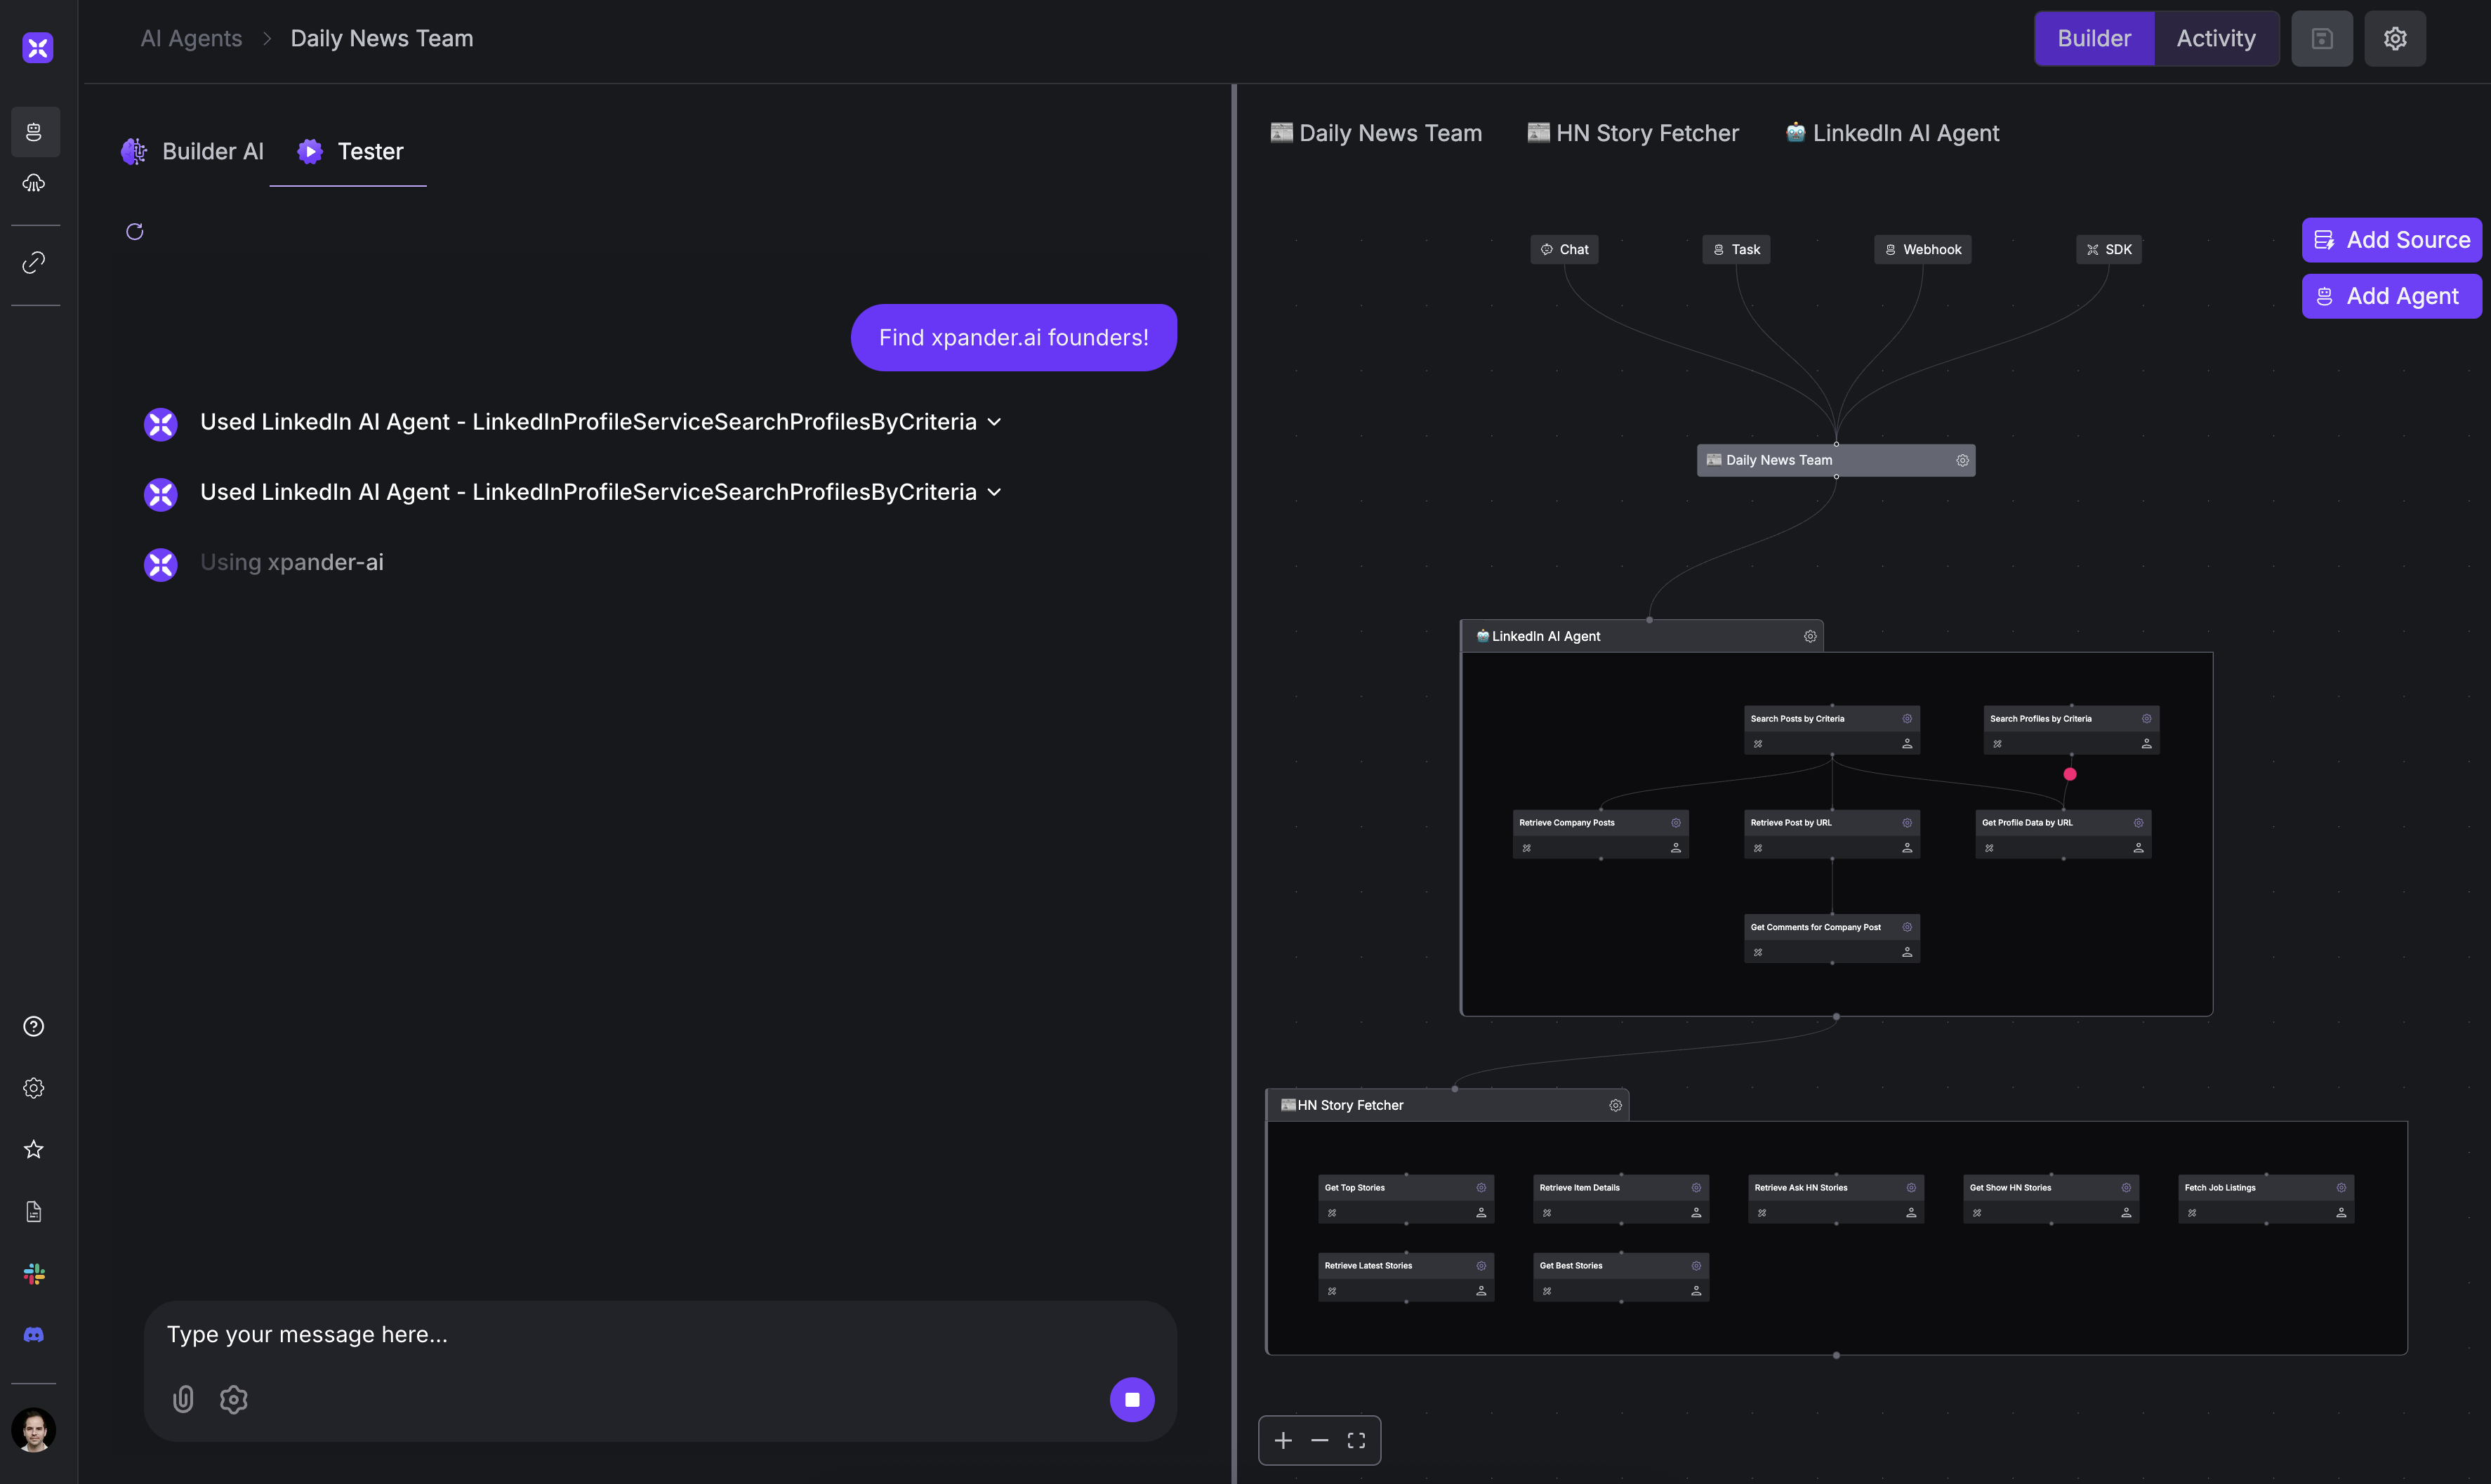 AI Agents > Daily News Team
Builder
Activity
Builder AI
Tester
Find xpander.ai founders!
Used LinkedIn AI Agent - LinkedInProfileServiceSearchProfilesByCriteria
Used LinkedIn AI Agent - LinkedInProfileServiceSearchProfilesByCriteria
Using xpander-ai
Type your message here...
Daily News Team
HN Story Fetcher
LinkedIn AI Agent
Add Source
Add Agent
Chat
Task
Webhook
SDK
Daily News Team
LinkedIn AI Agent
Search Posts by Criteria
Search Profiles by Criteria
Retrieve Company Posts
Retrieve Post by URL
Get Profile Data by URL
Get Comments for Company Post
HN Story Fetcher
Get Top Stories
Retrieve Item Details
Retrieve Ask HN Stories
Get Show HN Stories
Fetch Job Listings
Retrieve Latest Stories
Get Best Stories